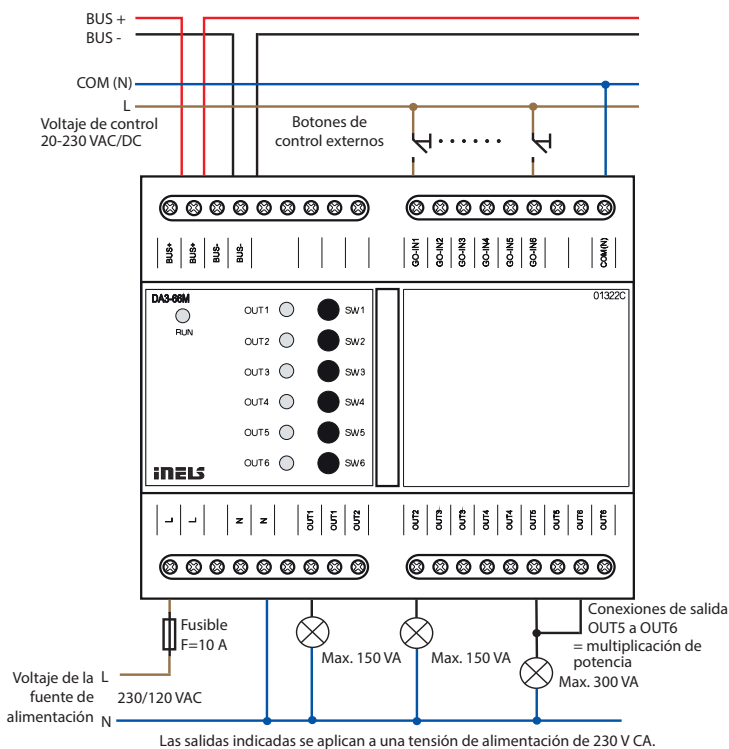 BUS +
BUS -
COM (N)
L
Voltaje de control
20-230 VAC/DC
Botones de
control externos
BUS+ BUS+ BUS- BUS- GO-IN1 GO-IN2 GO-IN3 GO-IN4 GO-IN5 GO-IN6 COM(N)
DA3-66M
01322C
RUN
OUT1 SW1
OUT2 SW2
OUT3 SW3
OUT4 SW4
OUT5 SW5
OUT6 SW6
iNELS
L L N N OUT1 OUT1 OUT2 OUT2 OUT3 OUT3 OUT4 OUT4 OUT5 OUT5 OUT6 OUT6
Fusible
F=10 A
Max. 150 VA
Max. 150 VA
Conexiones de salida
OUT5 a OUT6
= multiplicación de
potencia
Max. 300 VA
Voltaje de la
fuente de
alimentación
L
230/120 VAC
N
Las salidas indicadas se aplican a una tensión de alimentación de 230 V CA.